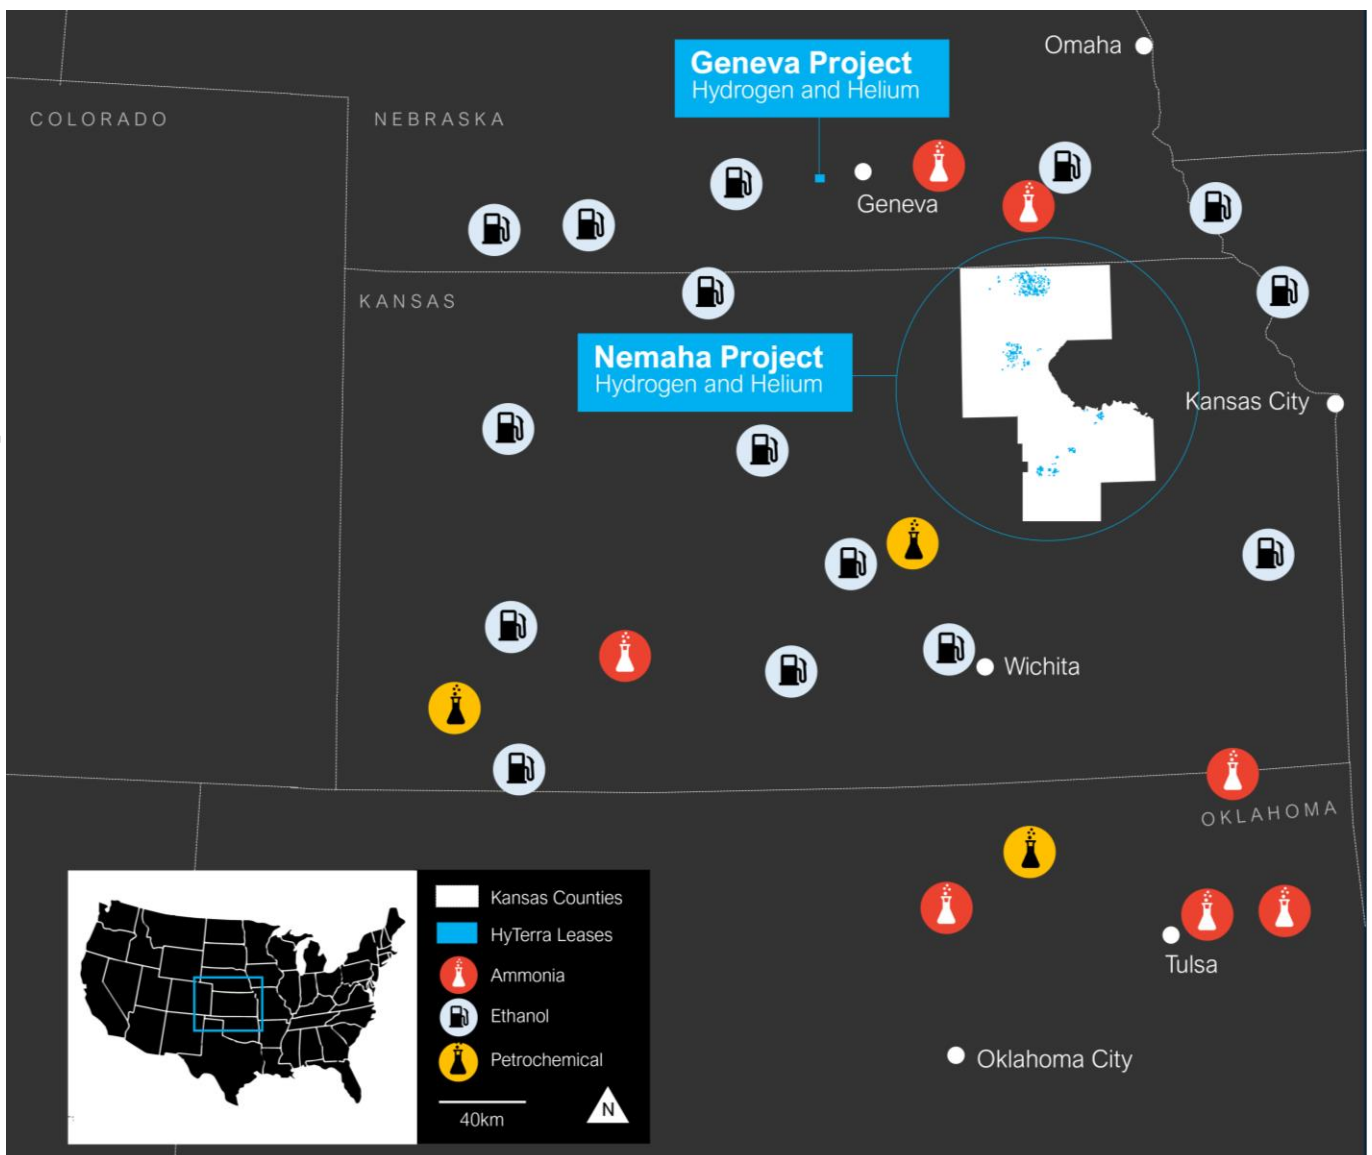 Omaha
Geneva Project
Hydrogen and Helium
COLORADO
NEBRASKA
Geneva
KANSAS
Nemaha Project
Hydrogen and Helium
Kansas City
Wichita
OKLAHOMA
Kansas Counties
HyTerra Leases
Ammonia
Ethanol
Petrochemical
40km
N
Tulsa
Oklahoma City